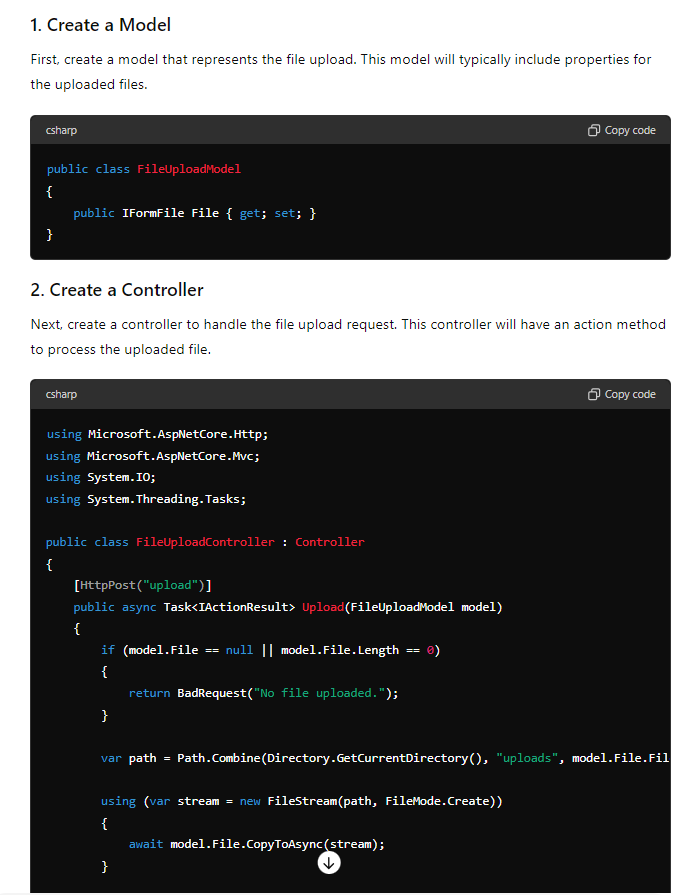 1. Create a Model
First, create a model that represents the file upload. This model will typically include properties for
the uploaded files.
csharp
Copy code
public class FileUploadModel
{
    public IFormFile File { get; set; }
}
2. Create a Controller
Next, create a controller to handle the file upload request. This controller will have an action method
to process the uploaded file.
csharp
Copy code
using Microsoft.AspNetCore.Http;
using Microsoft.AspNetCore.Mvc;
using System.IO;
using System.Threading.Tasks;
public class FileUploadController : Controller
{
    [HttpPost("upload")]
    public async Task<IActionResult> Upload(FileUploadModel model)
    {
        if (model.File == null || model.File.Length == 0)
        {
            return BadRequest("No file uploaded.");
        }
        var path = Path.Combine(Directory.GetCurrentDirectory(), "uploads", model.File.Fil
        using (var stream = new FileStream(path, FileMode.Create))
        {
            await model.File.CopyToAsync(stream);
        }